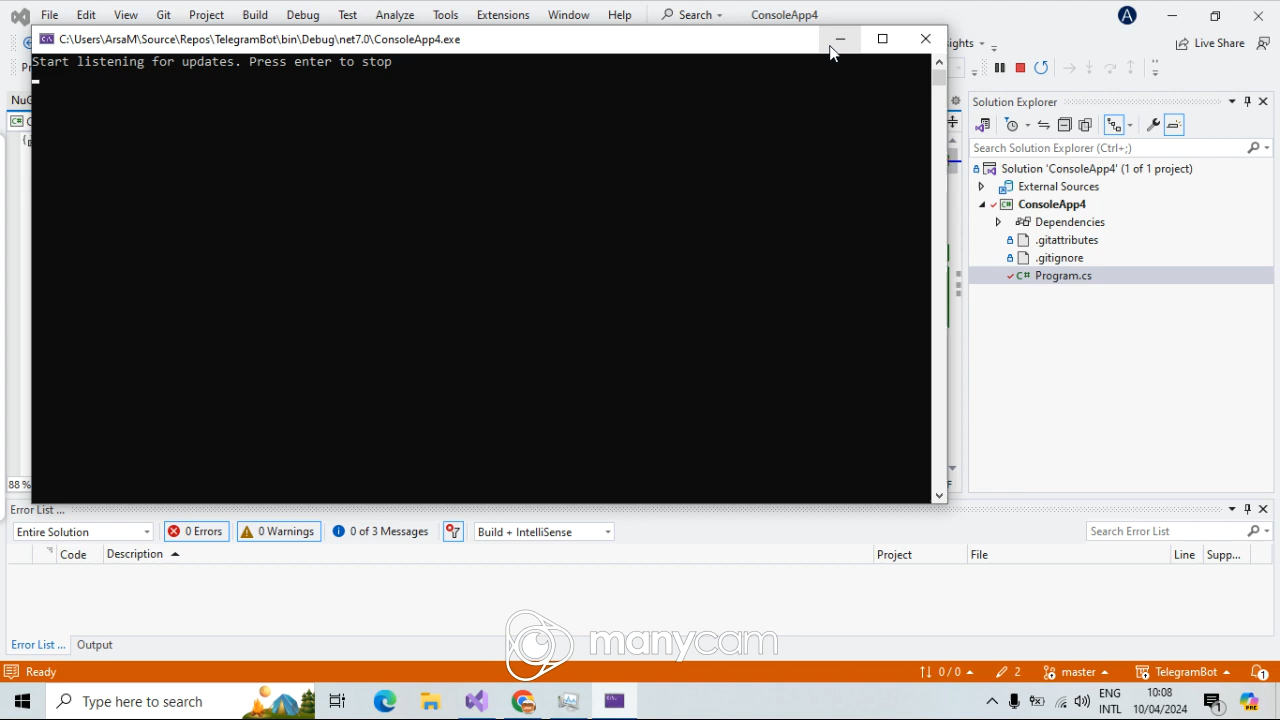 File Edit View Git Project Build Debug Test Analyze Tools Extensions Window Help Search ConsoleApp4 A
C:\Users\ArsaM\Source\Repos\TelegramBot\bin\Debug\net7.0\ConsoleApp4.exe
Start listening for updates. Press enter to stop
Live Share
Solution Explorer
Search Solution Explorer (Ctrl+;)
Solution 'ConsoleApp4' (1 of 1 project)
External Sources
ConsoleApp4
Dependencies
.gitattributes
.gitignore
C# Program.cs
88 %
Error List ...
Entire Solution 0 Errors 0 Warnings 0 of 3 Messages Build + IntelliSense Search Error List
Code Description Project File Line Supp...
manycam
Error List ... Output
Ready 0 / 0 2 master TelegramBot 1
Type here to search ENG 10:08
INTL 10/04/2024 1 PRE